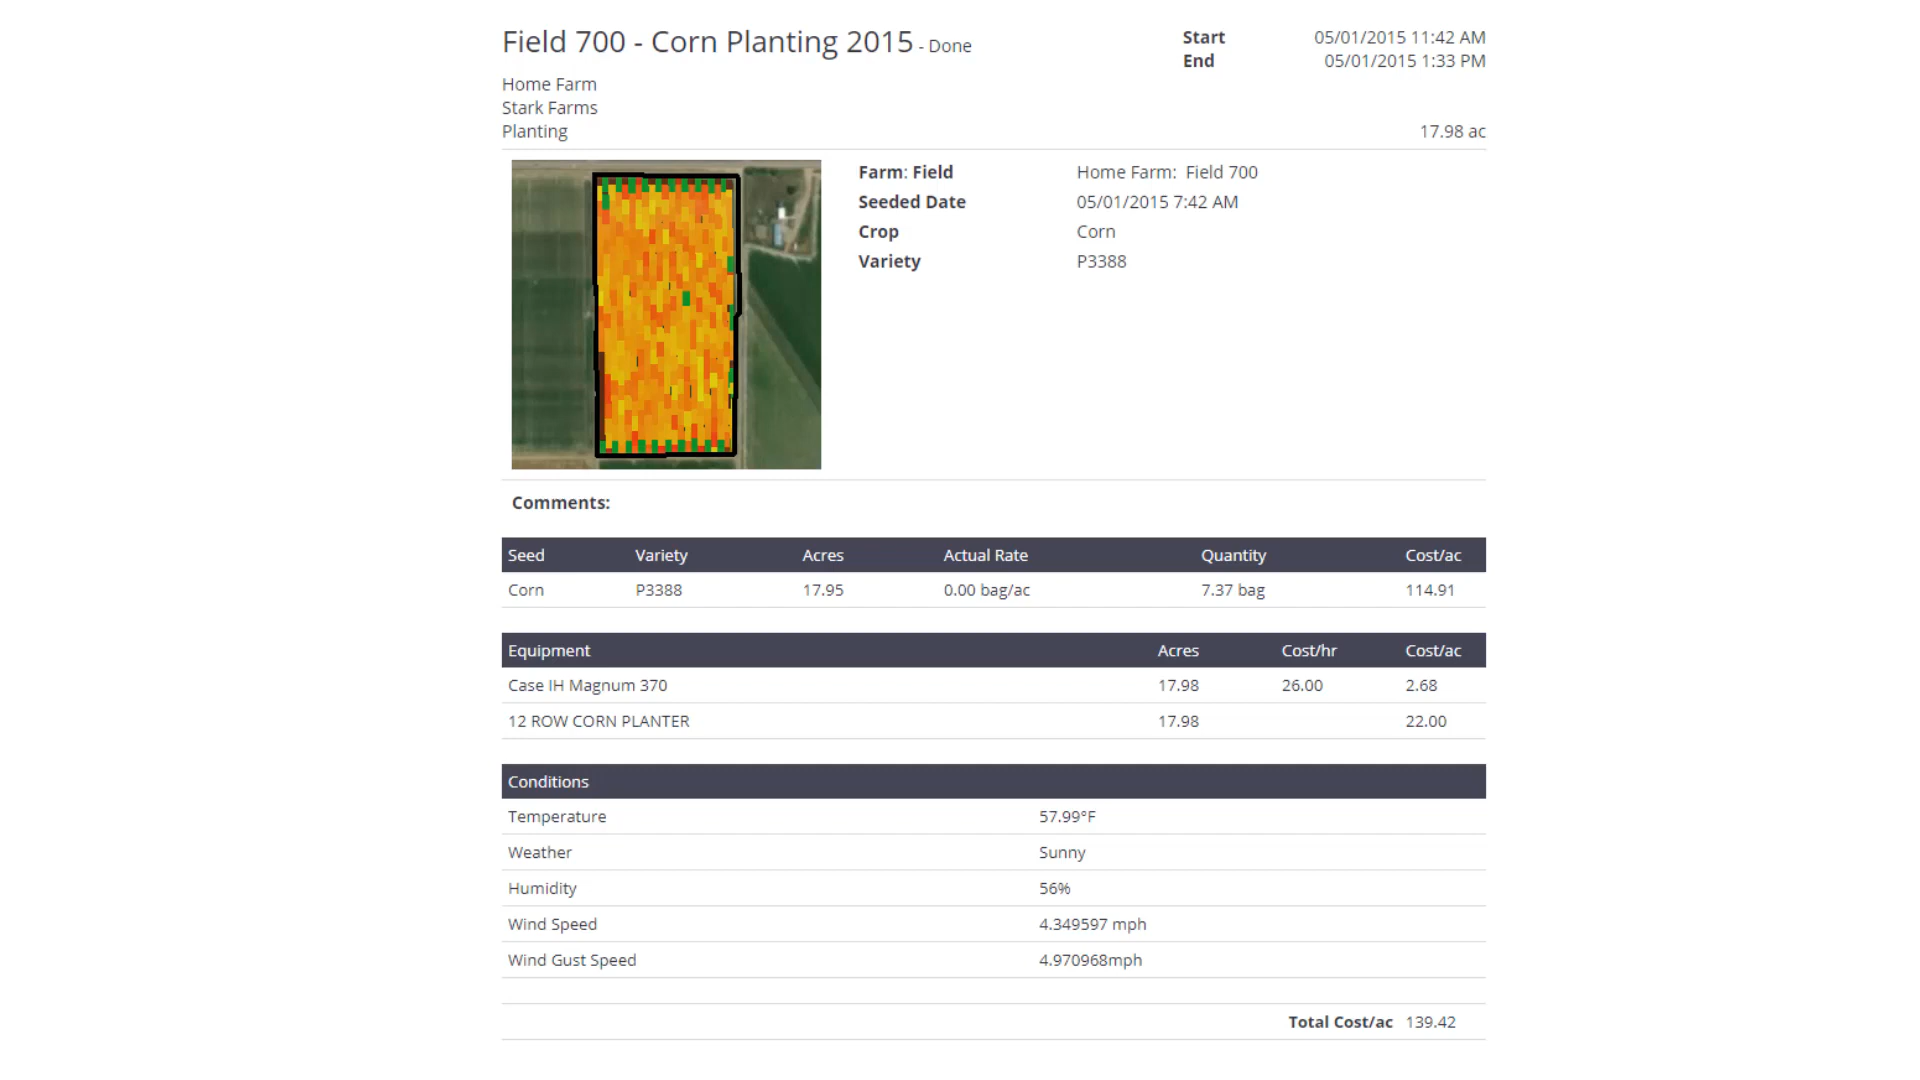 Field 700 - Corn Planting 2015 - Done
Start 05/01/2015 11:42 AM
End 05/01/2015 1:33 PM
Home Farm
Stark Farms
Planting 17.98 ac
Farm: Field Home Farm: Field 700
Seeded Date 05/01/2015 7:42 AM
Crop Corn
Variety P3388
Comments:
Seed Variety Acres Actual Rate Quantity Cost/ac
Corn P3388 17.95 0.00 bag/ac 7.37 bag 114.91
Equipment Acres Cost/hr Cost/ac
Case IH Magnum 370 17.98 26.00 2.68
12 ROW CORN PLANTER 17.98 22.00
Conditions
Temperature 57.99°F
Weather Sunny
Humidity 56%
Wind Speed 4.349597 mph
Wind Gust Speed 4.970968mph
Total Cost/ac 139.42